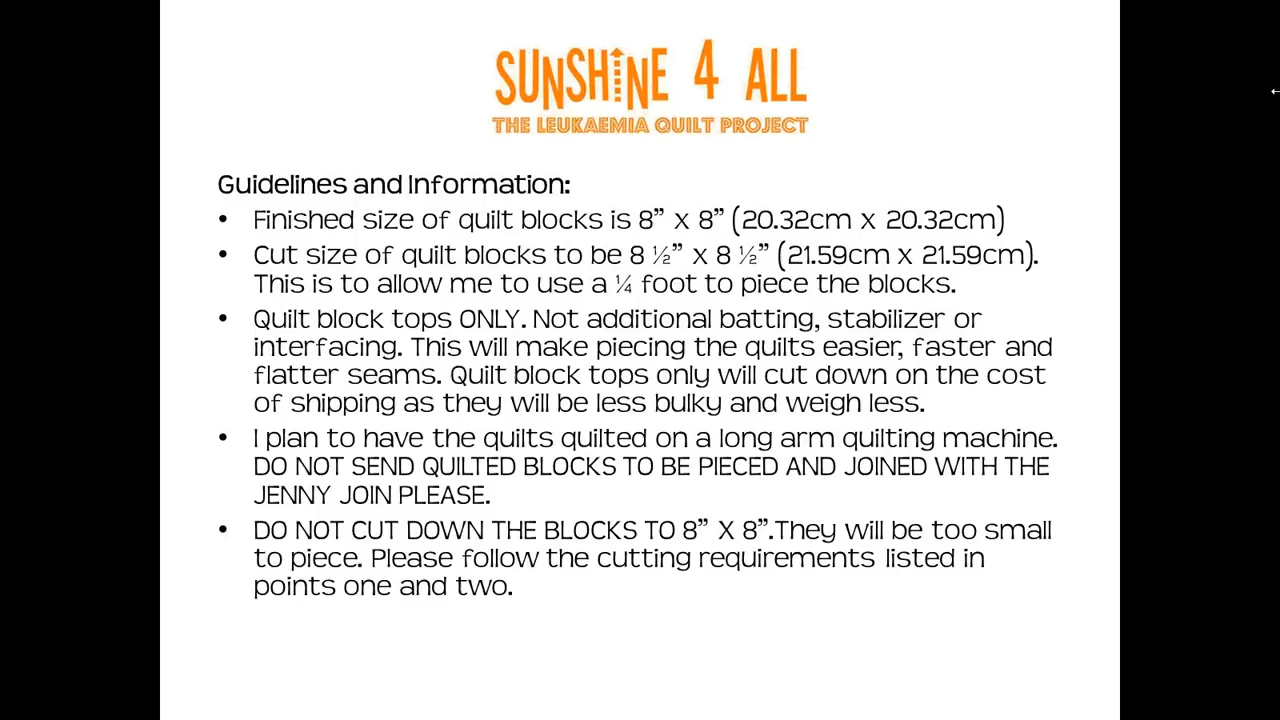 SUNSHINE 4 ALL
THE LEUKAEMIA QUILT PROJECT
Guidelines and Information:
• Finished size of quilt blocks is 8” x 8” (20.32cm x 20.32cm)
• Cut size of quilt blocks to be 8 ½” x 8 ½” (21.59cm x 21.59cm).
This is to allow me to use a ¼ foot to piece the blocks.
• Quilt block tops ONLY. Not additional batting, stabilizer or
interfacing. This will make piecing the quilts easier, faster and
flatter seams. Quilt block tops only will cut down on the cost
of shipping as they will be less bulky and weigh less.
• I plan to have the quilts quilted on a long arm quilting machine.
DO NOT SEND QUILTED BLOCKS TO BE PIECED AND JOINED WITH THE
JENNY JOIN PLEASE.
• DO NOT CUT DOWN THE BLOCKS TO 8” X 8”.They will be too small
to piece. Please follow the cutting requirements listed in
points one and two.